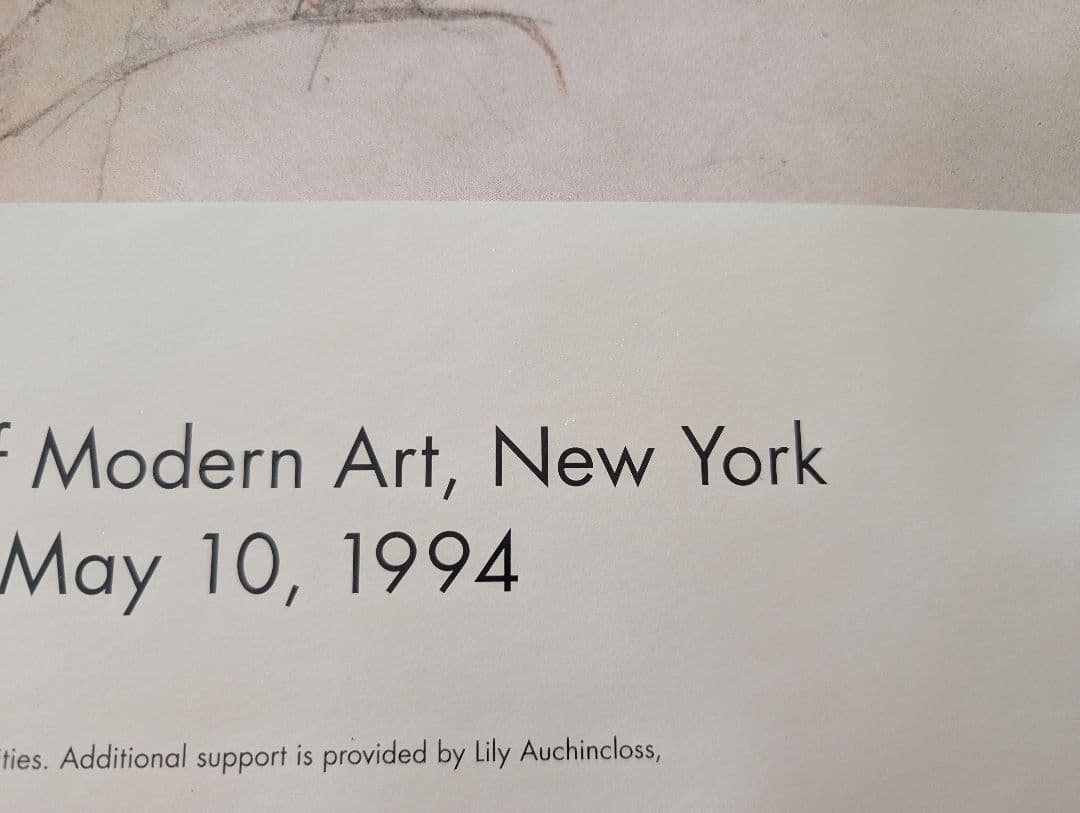 f Modern Art, New York
May 10, 1994
ties. Additional support is provided by Lily Auchincloss,